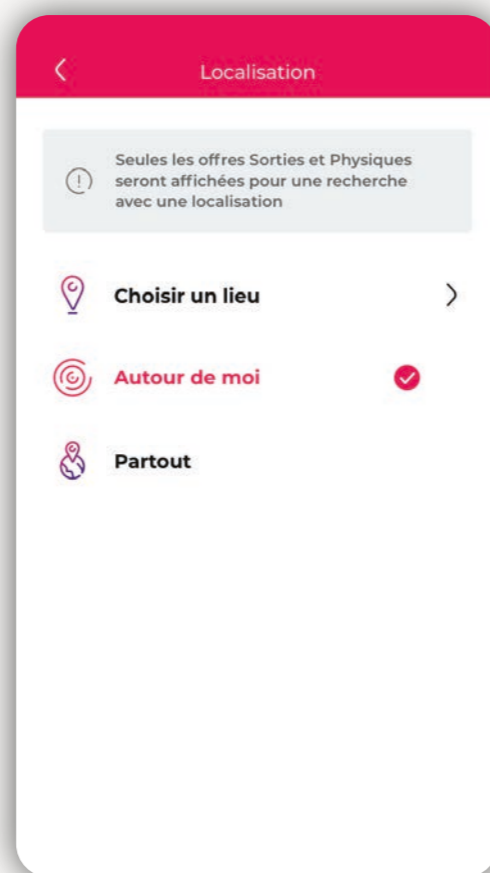 Localisation
Seules les offres Sorties et Physiques
seront affichées pour une recherche
avec une localisation
Choisir un lieu
Autour de moi
Partout